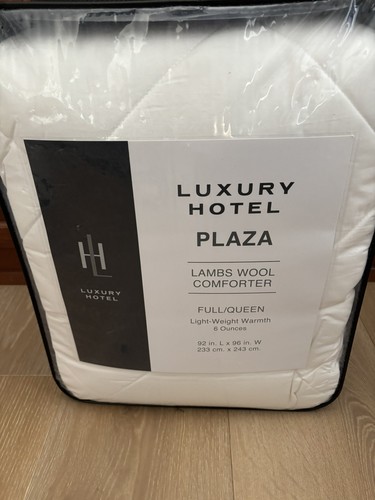 HL
LUXURY
HOTEL
LUXURY
HOTEL
PLAZA
LAMBS WOOL
COMFORTER
FULL/QUEEN
Light-Weight Warmth
6 Ounces
92 in. L x 96 in. W
233 cm. x 243 cm.